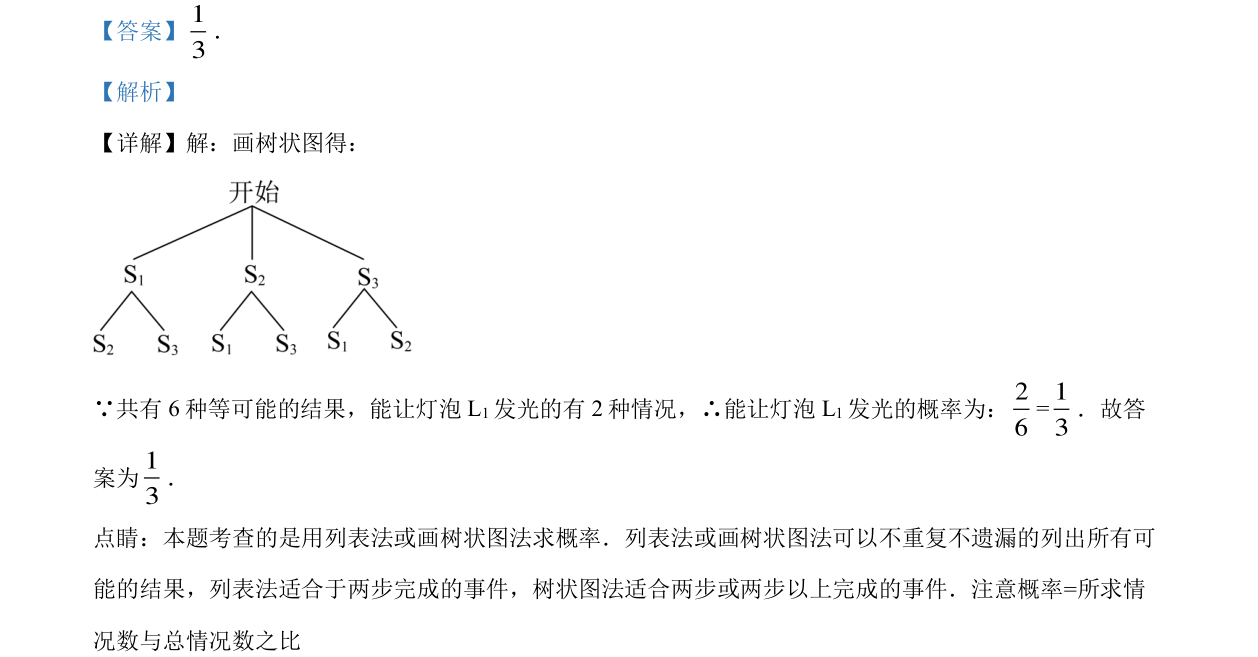 【答案】1/3．
【解析】
【详解】解：画树状图得：
开始
S₁ S₂ S₃
S₂ S₃ S₁ S₃ S₁ S₂
∵共有 6 种等可能的结果，能让灯泡 L₁ 发光的有 2 种情况，∴能让灯泡 L₁ 发光的概率为：2/6=1/3．故答
案为1/3．
点睛：本题考查的是用列表法或画树状图法求概率．列表法或画树状图法可以不重复不遗漏的列出所有可
能的结果，列表法适合于两步完成的事件，树状图法适合两步或两步以上完成的事件．注意概率=所求情
况数与总情况数之比